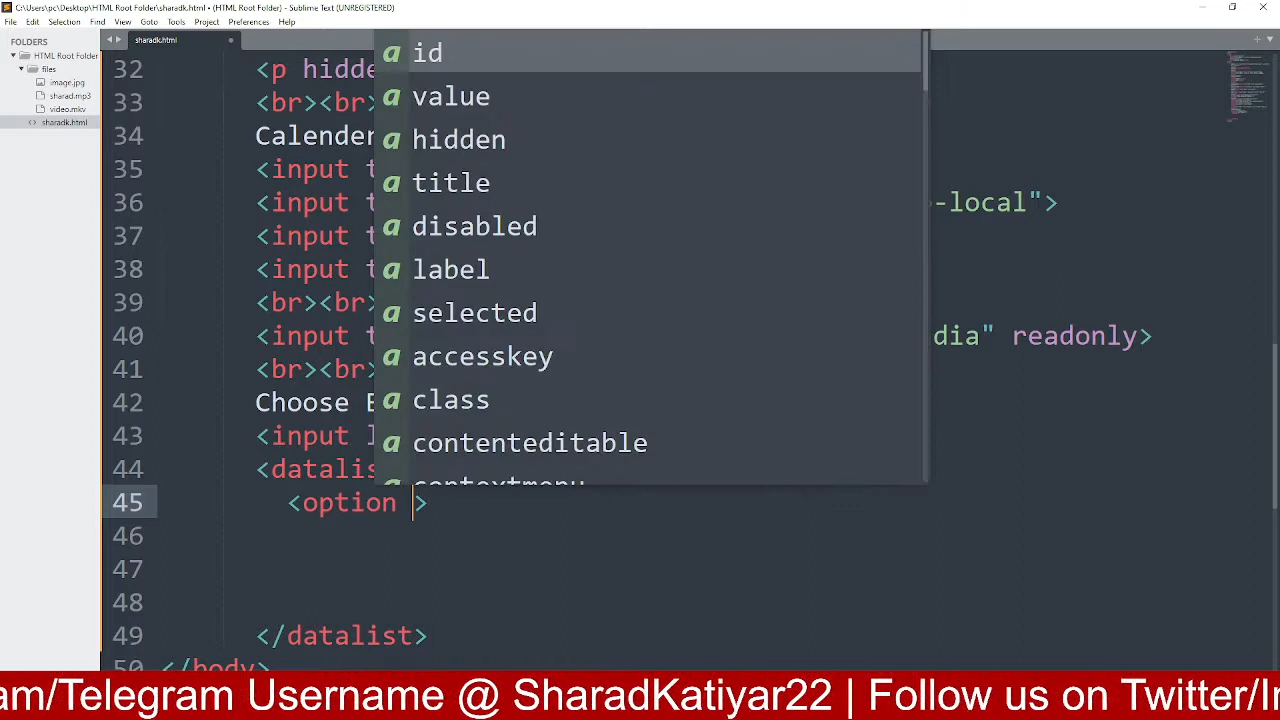 C:\Users\pc\Desktop\HTML Root Folder\sharadk.html • (HTML Root Folder) - Sublime Text (UNREGISTERED)
File Edit Selection Find View Goto Tools Project Preferences Help
FOLDERS
HTML Root Folder
files
image.jpg
sharad.mp3
video.mkv
sharadk.html
sharadk.html
32 <p hidde
33 <br><br>
34 Calender
35 <input t
36 <input t -local">
37 <input t
38 <input t
39 <br><br>
40 <input t dia" readonly>
41 <br><br>
42 Choose B
43 <input l
44 <datalis
45 <option >
46
47
48
49 </datalist>
50 </body>
a id
a value
a hidden
a title
a disabled
a label
a selected
a accesskey
a class
a contenteditable
a contextmenu
am/Telegram Username @ SharadKatiyar22 | Follow us on Twitter/In